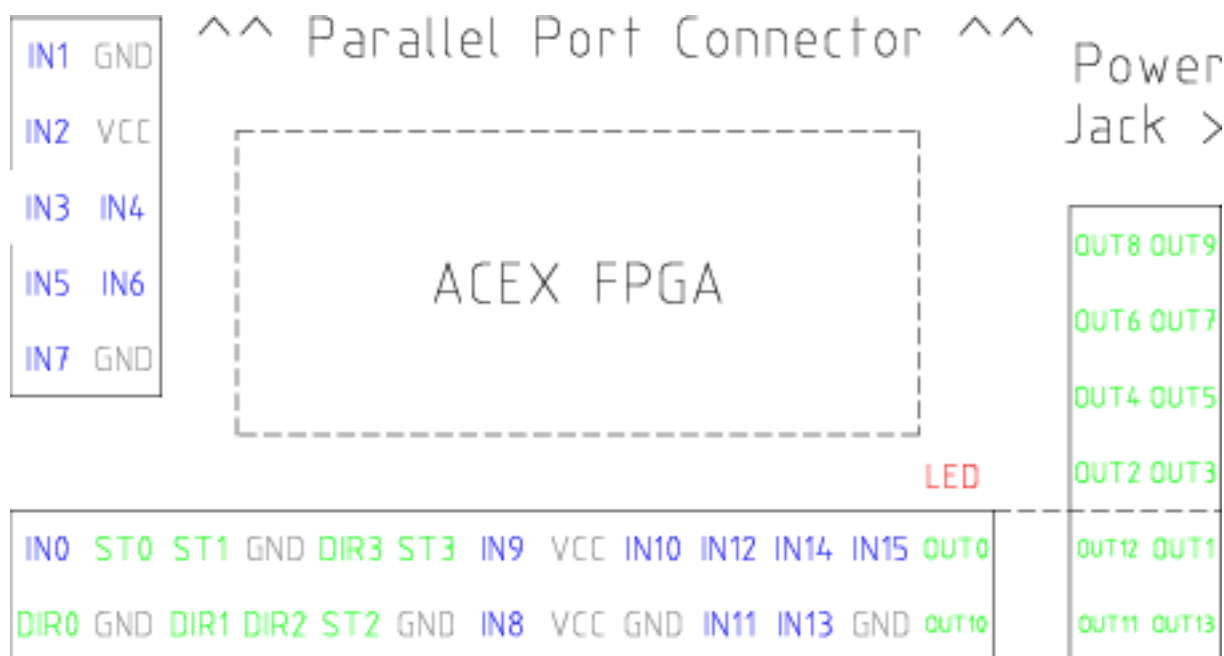 ^^ Parallel Port Connector ^^
Power
Jack >
IN1 GND
IN2 VCC
IN3 IN4
IN5 IN6
IN7 GND
ACEX FPGA
OUT8 OUT9
OUT6 OUT7
OUT4 OUT5
OUT2 OUT3
LED
IN0 ST0 ST1 GND DIR3 ST3 IN9 VCC IN10 IN12 IN14 IN15 OUT0
DIR0 GND DIR1 DIR2 ST2 GND IN8 VCC GND IN11 IN13 GND OUT10
OUT12 OUT1
OUT11 OUT13